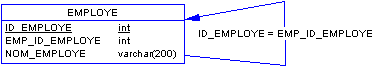 EMPLOYE
ID_EMPLOYE int
EMP_ID_EMPLOYE int
NOM_EMPLOYE varchar(200)
ID_EMPLOYE = EMP_ID_EMPLOYE